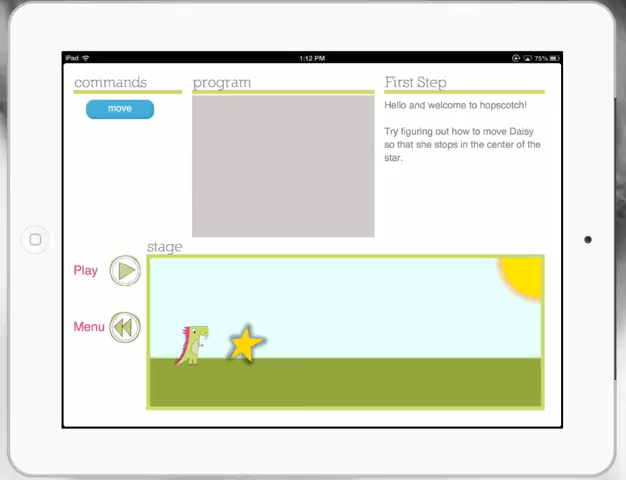 iPad
1:12 PM
75%
commands
program
First Step
move
Hello and welcome to hopscotch!
Try figuring out how to move Daisy
so that she stops in the center of the
star.
stage
Play
Menu